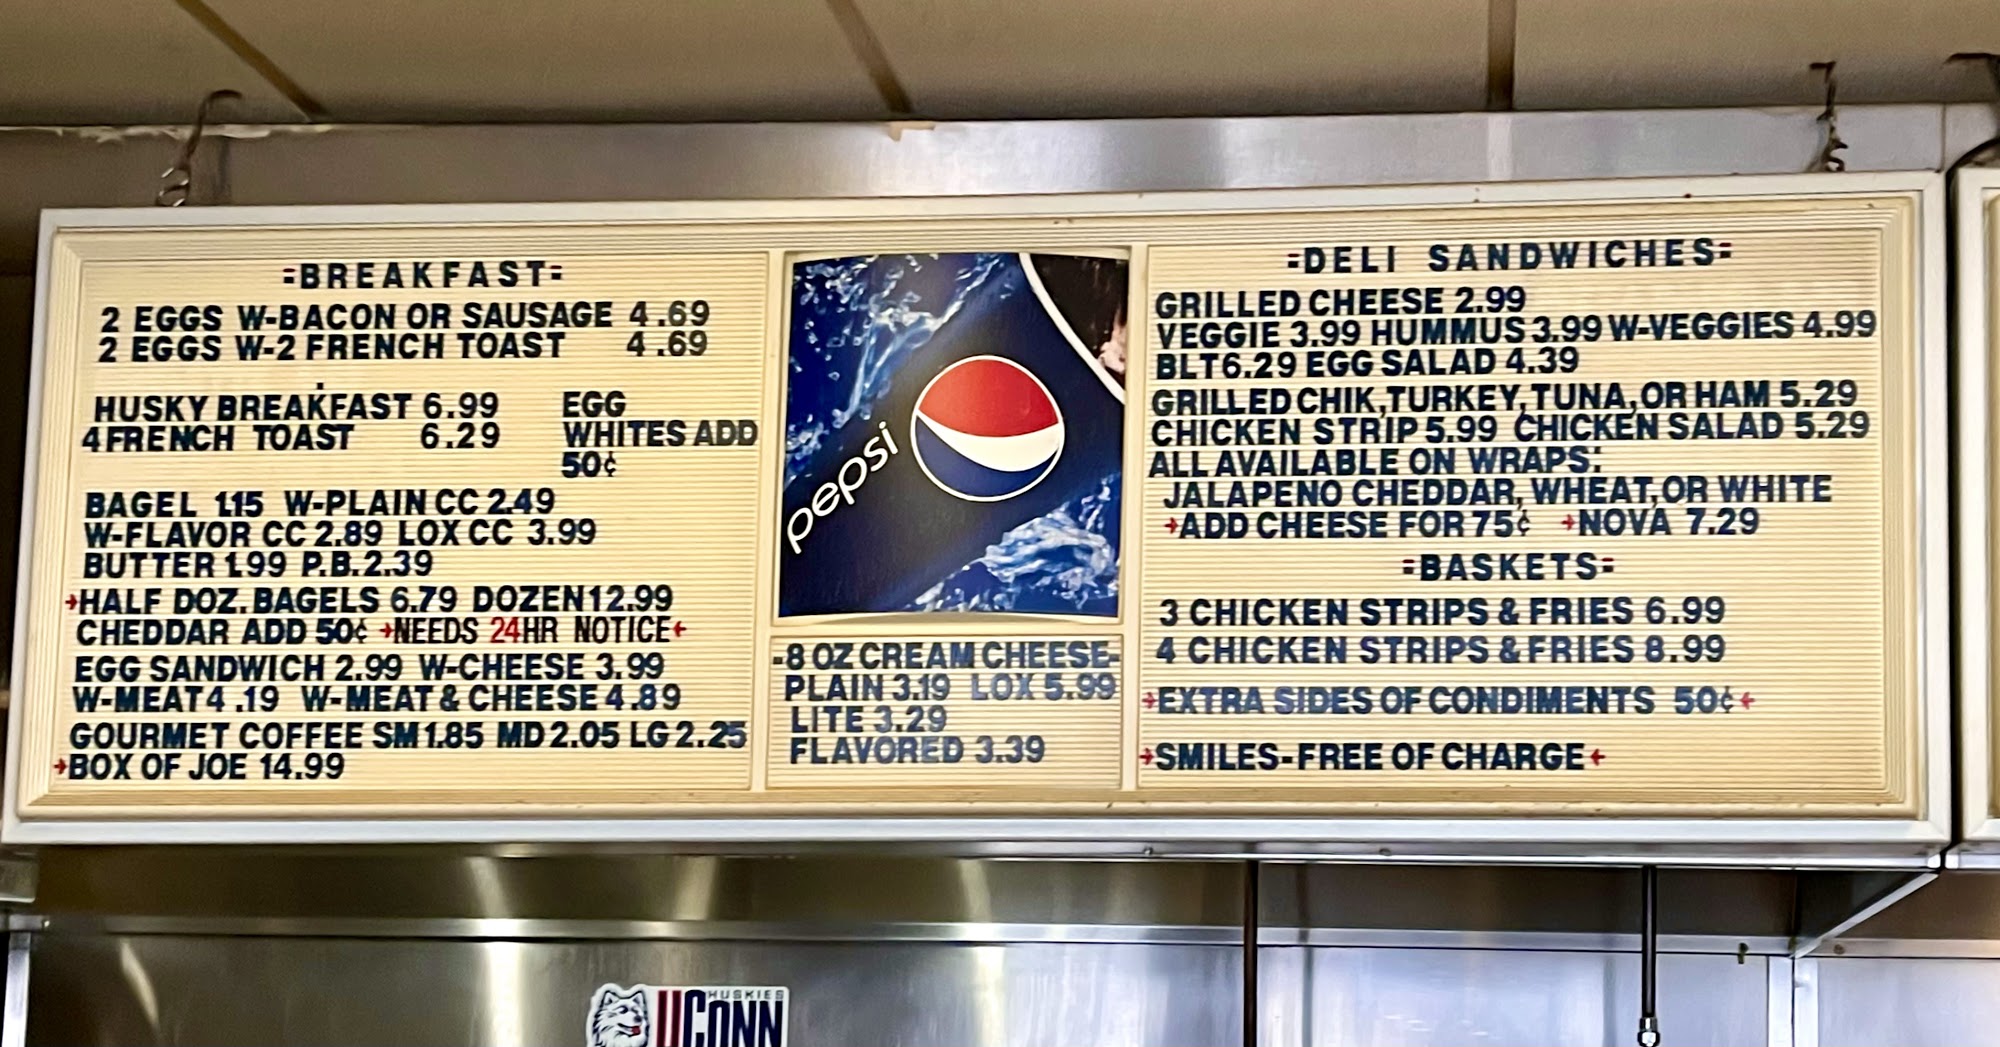 =BREAKFAST=
2 EGGS W-BACON OR SAUSAGE 4.69
2 EGGS W-2 FRENCH TOAST 4.69
HUSKY BREAKFAST 6.99
4 FRENCH TOAST 6.29
EGG
WHITES ADD
50¢
BAGEL 1.15 W-PLAIN CC 2.49
W-FLAVOR CC 2.89 LOX CC 3.99
BUTTER 1.99 P.B. 2.39
→HALF DOZ. BAGELS 6.79 DOZEN 12.99
CHEDDAR ADD 50¢ →NEEDS 24HR NOTICE←
EGG SANDWICH 2.99 W-CHEESE 3.99
W-MEAT 4.19 W-MEAT & CHEESE 4.89
GOURMET COFFEE SM 1.85 MD 2.05 LG 2.25
→BOX OF JOE 14.99
pepsi
-8 OZ CREAM CHEESE-
PLAIN 3.19 LOX 5.99
LITE 3.29
FLAVORED 3.39
=DELI SANDWICHES=
GRILLED CHEESE 2.99
VEGGIE 3.99 HUMMUS 3.99 W-VEGGIES 4.99
BLT 6.29 EGG SALAD 4.39
GRILLED CHIK, TURKEY, TUNA, OR HAM 5.29
CHICKEN STRIP 5.99 CHICKEN SALAD 5.29
ALL AVAILABLE ON WRAPS:
JALAPENO CHEDDAR, WHEAT, OR WHITE
→ADD CHEESE FOR 75¢ →NOVA 7.29
=BASKETS=
3 CHICKEN STRIPS & FRIES 6.99
4 CHICKEN STRIPS & FRIES 8.99
→EXTRA SIDES OF CONDIMENTS 50¢←
→SMILES-FREE OF CHARGE←
HUSKIES
UCONN